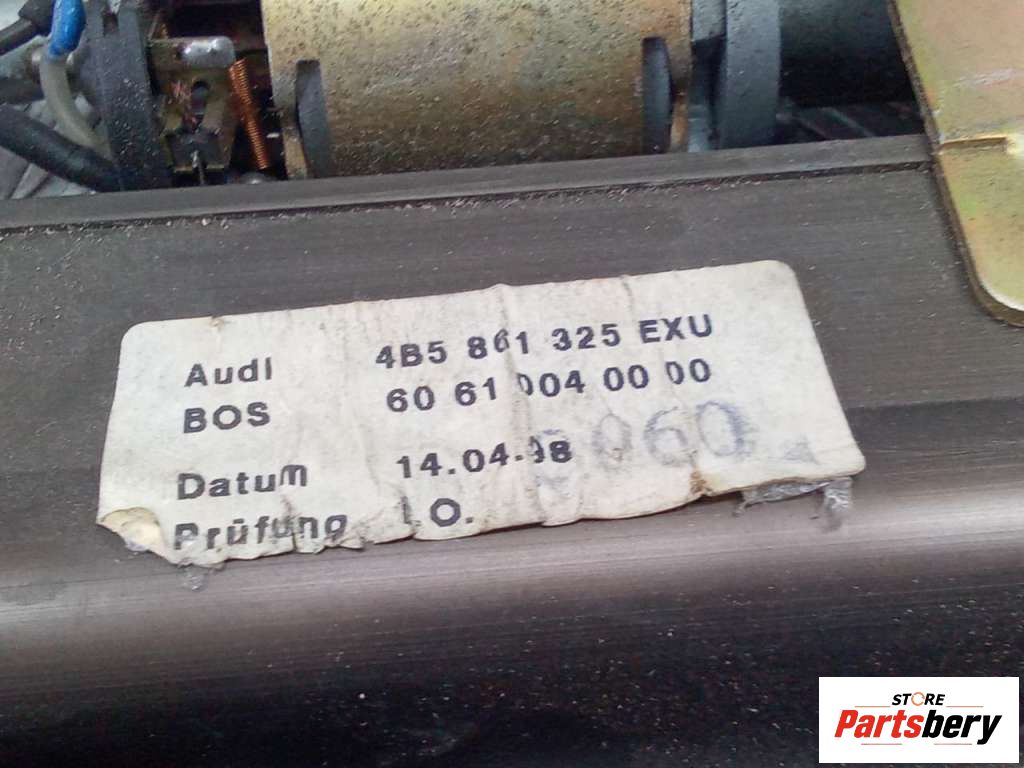 Audi 4B5 861 325 EXU
BOS 60 61 004 00 00
Datum 14.04.98
Prüfung I.O.
STORE
Partsbery